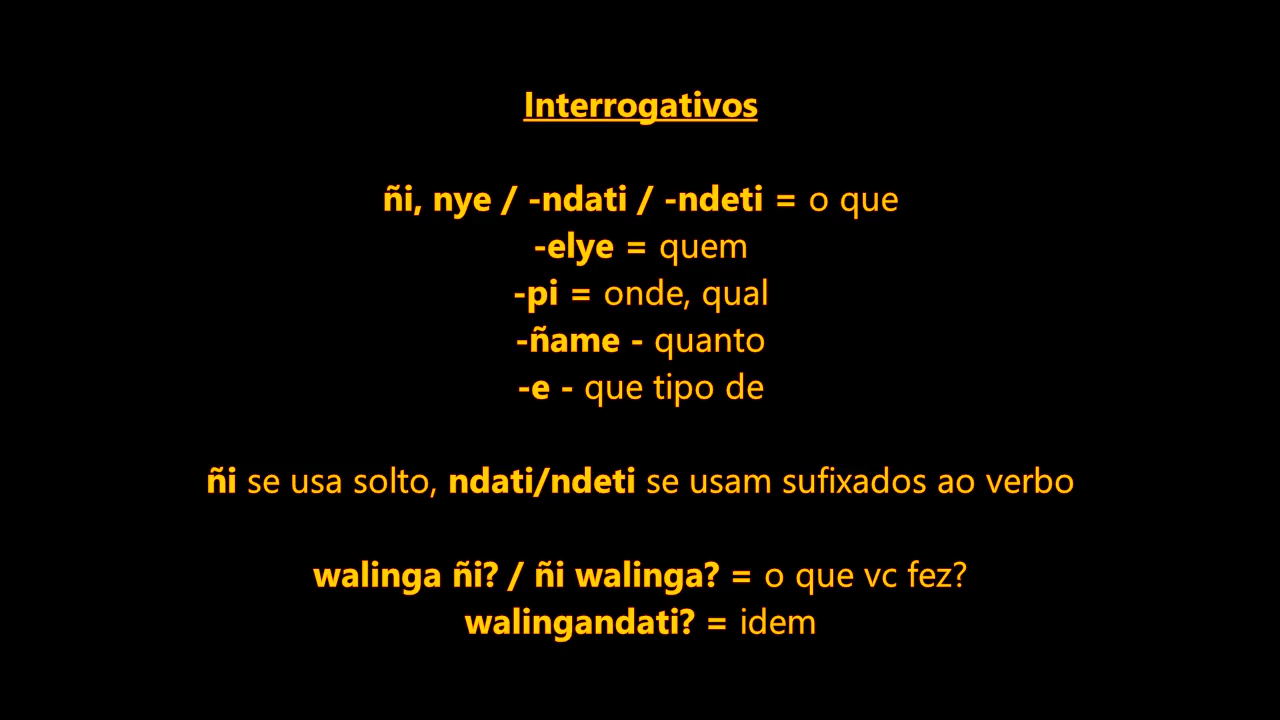 Interrogativos
ñi, nye / -ndati / -ndeti = o que
-elye = quem
-pi = onde, qual
-ñame - quanto
-e - que tipo de
ñi se usa solto, ndati/ndeti se usam sufixados ao verbo
walinga ñi? / ñi walinga? = o que vc fez?
walingandati? = idem